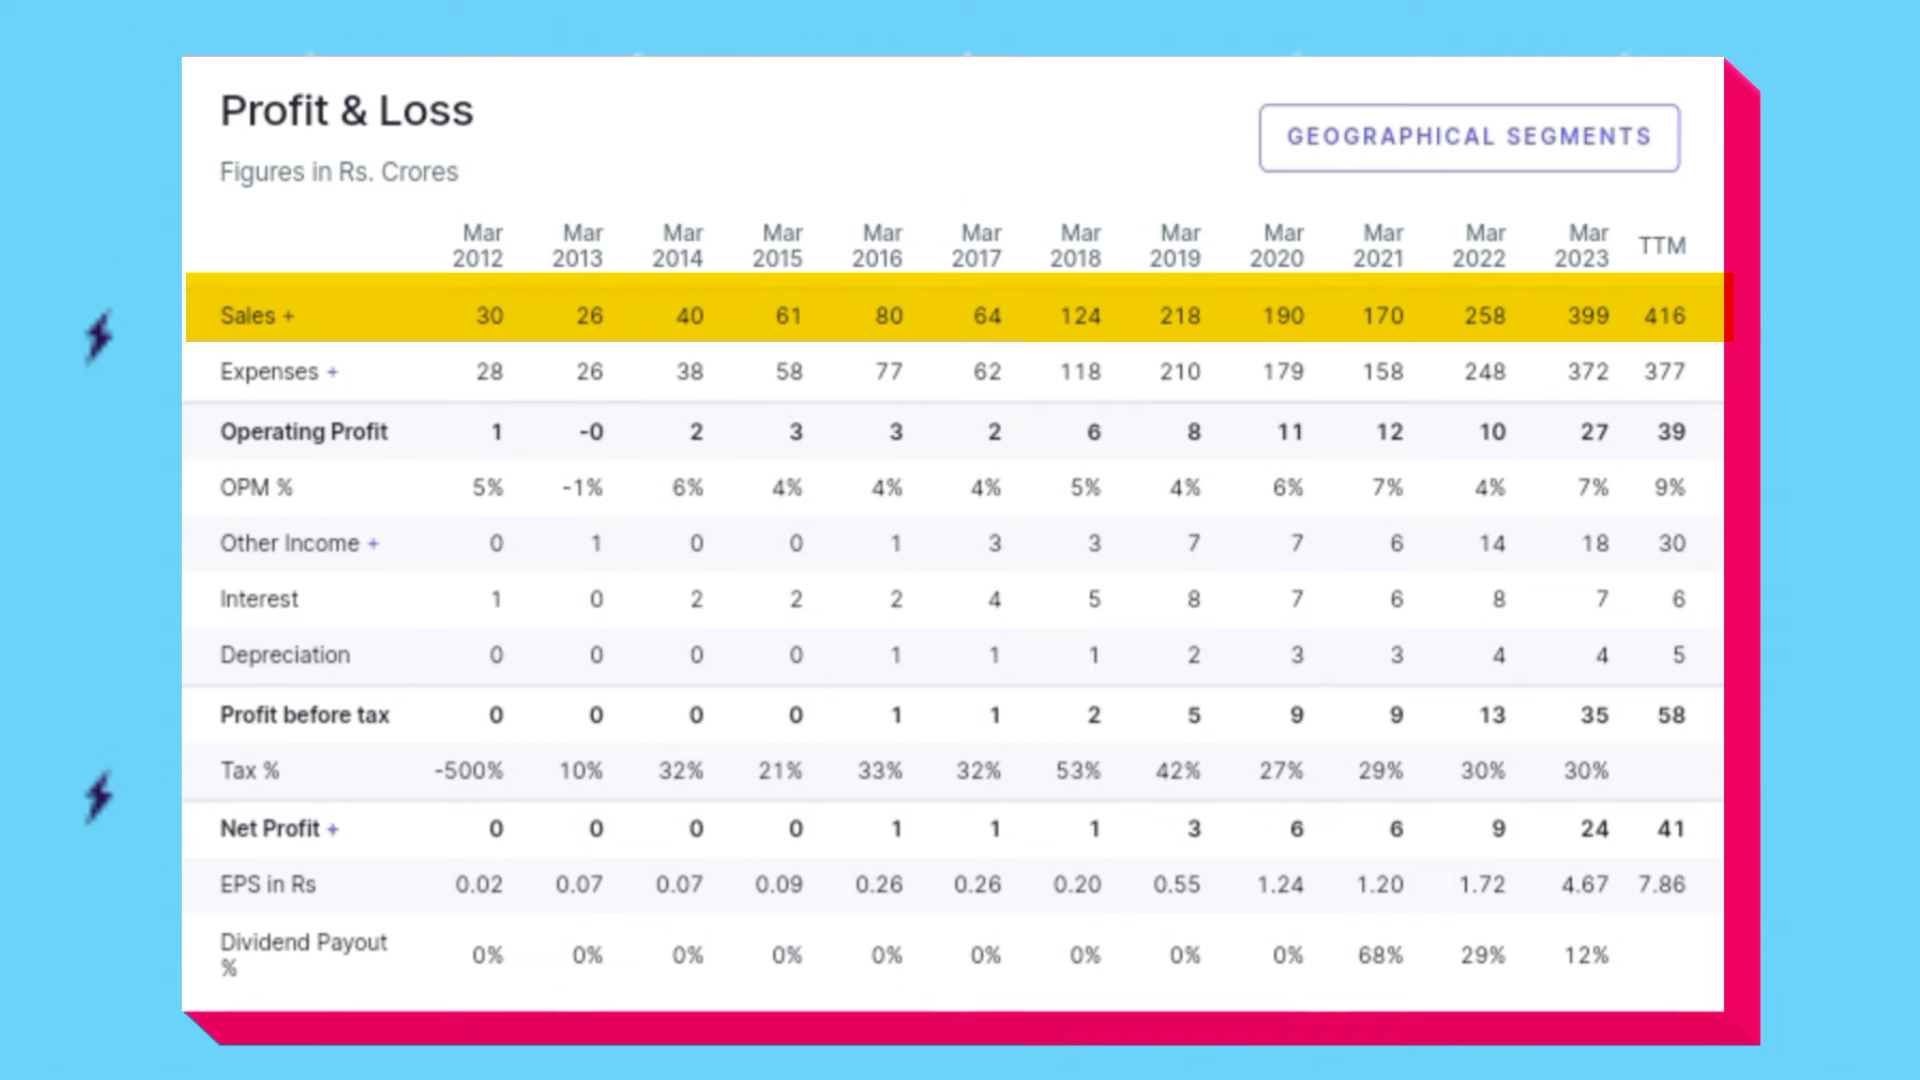 Profit & Loss
GEOGRAPHICAL SEGMENTS
Figures in Rs. Crores
Mar 2012 Mar 2013 Mar 2014 Mar 2015 Mar 2016 Mar 2017 Mar 2018 Mar 2019 Mar 2020 Mar 2021 Mar 2022 Mar 2023 TTM
Sales + 30 26 40 61 80 64 124 218 190 170 258 399 416
Expenses + 28 26 38 58 77 62 118 210 179 158 248 372 377
Operating Profit 1 -0 2 3 3 2 6 8 11 12 10 27 39
OPM % 5% -1% 6% 4% 4% 4% 5% 4% 6% 7% 4% 7% 9%
Other Income + 0 1 0 0 1 3 3 7 7 6 14 18 30
Interest 1 0 2 2 2 4 5 8 7 6 8 7 6
Depreciation 0 0 0 0 1 1 1 2 3 3 4 4 5
Profit before tax 0 0 0 0 1 1 2 5 9 9 13 35 58
Tax % -500% 10% 32% 21% 33% 32% 53% 42% 27% 29% 30% 30%
Net Profit + 0 0 0 0 1 1 1 3 6 6 9 24 41
EPS in Rs 0.02 0.07 0.07 0.09 0.26 0.26 0.20 0.55 1.24 1.20 1.72 4.67 7.86
Dividend Payout % 0% 0% 0% 0% 0% 0% 0% 0% 0% 68% 29% 12%